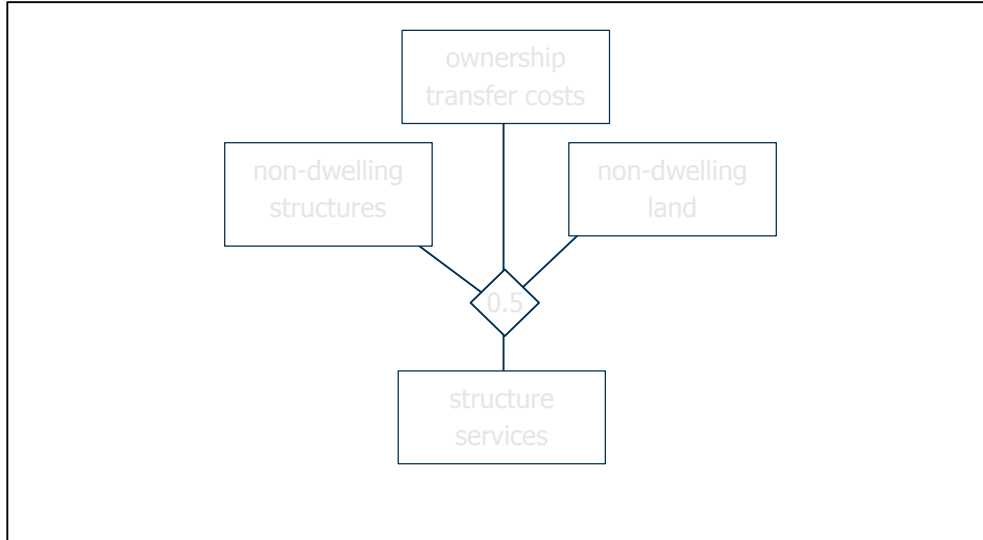 ownership
transfer costs
non-dwelling
structures
non-dwelling
land
0.5
structure
services